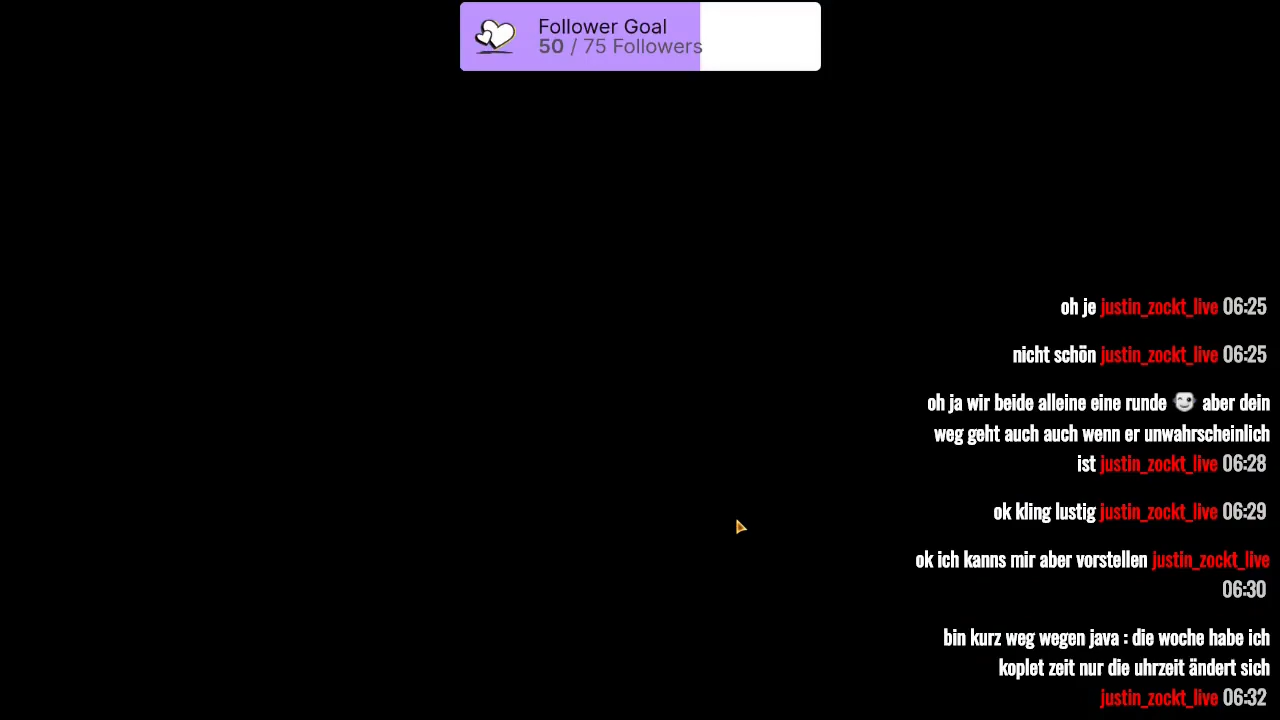 Follower Goal
50 / 75 Followers
oh je justin_zockt_live 06:25
nicht schön justin_zockt_live 06:25
oh ja wir beide alleine eine runde 😉 aber dein
weg geht auch auch wenn er unwahrscheinlich
ist justin_zockt_live 06:28
ok kling lustig justin_zockt_live 06:29
ok ich kanns mir aber vorstellen justin_zockt_live
06:30
bin kurz weg wegen java : die woche habe ich
koplet zeit nur die uhrzeit ändert sich
justin_zockt_live 06:32